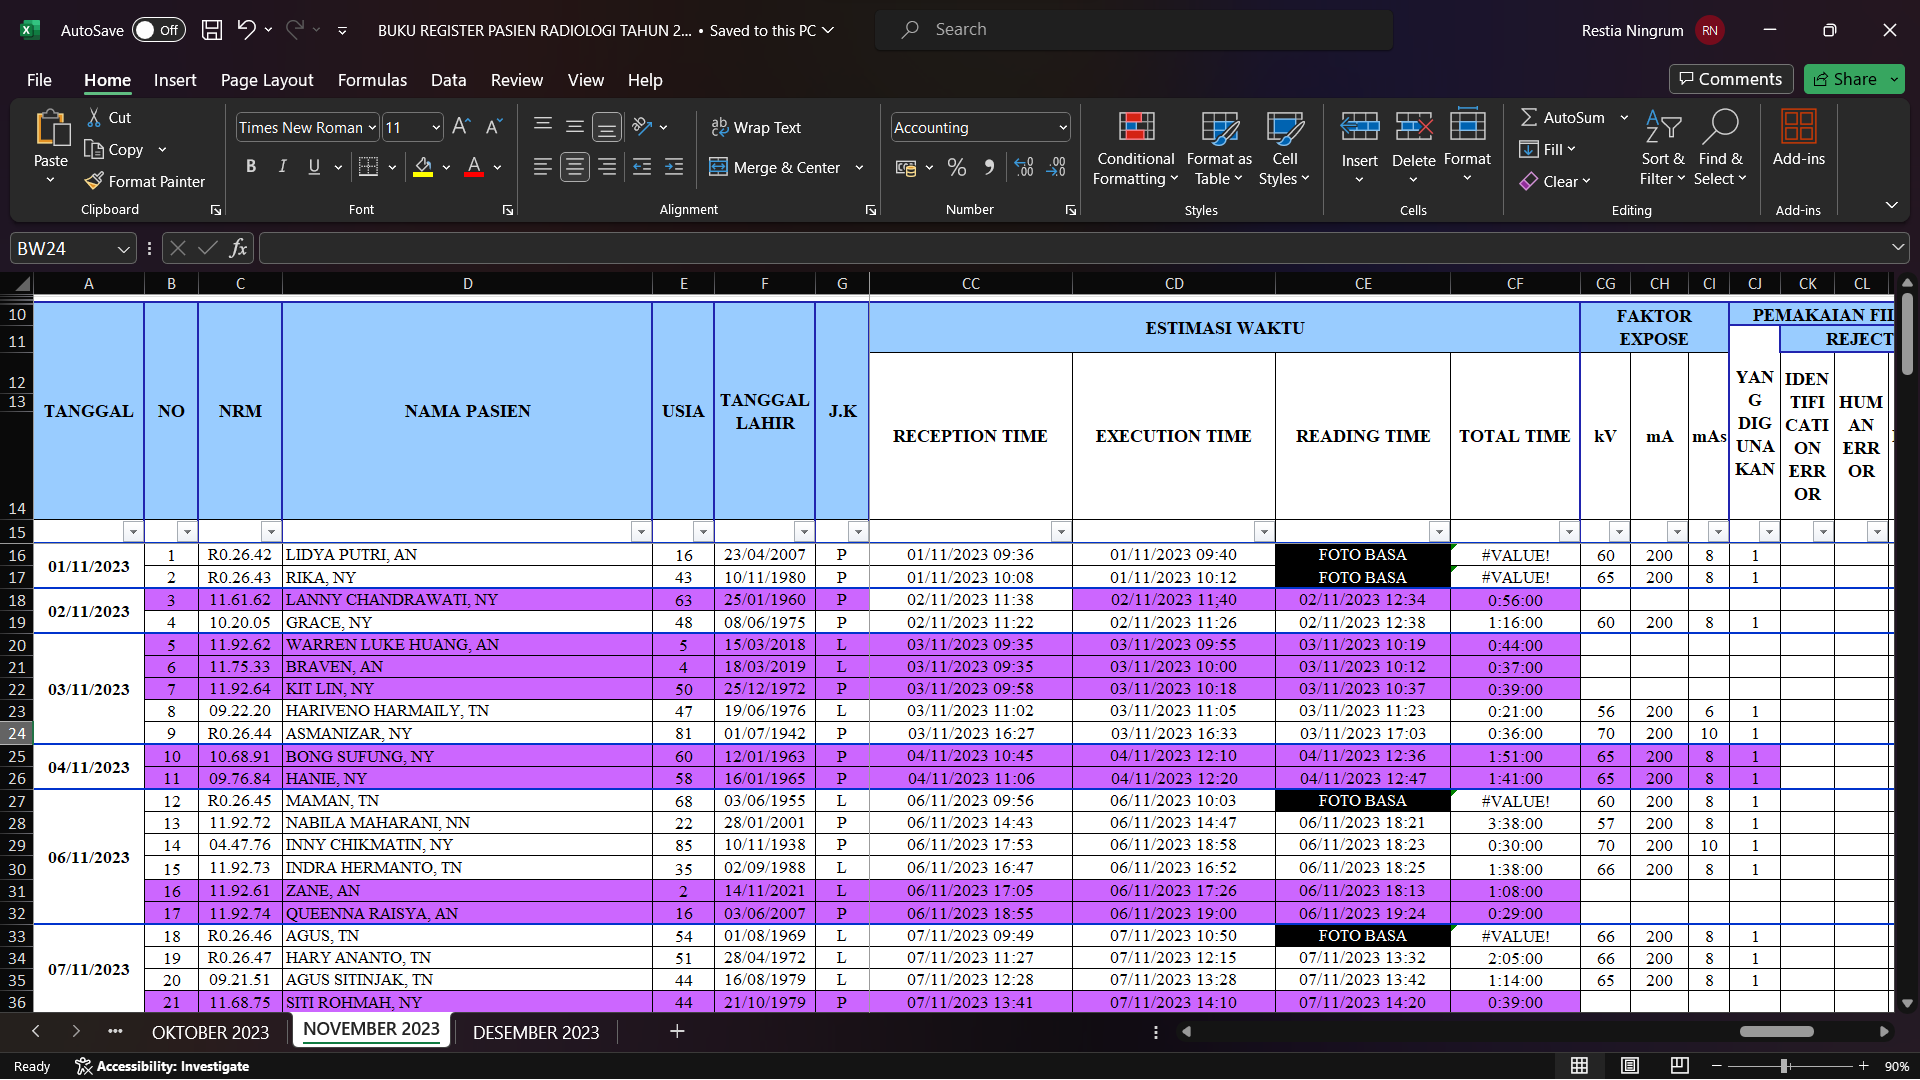 AutoSave Off BUKU REGISTER PASIEN RADIOLOGI TAHUN 2... • Saved to this PC Search Restia Ningrum RN
File Home Insert Page Layout Formulas Data Review View Help Comments Share
Paste Cut Copy Format Painter Clipboard
Times New Roman 11 B I U A Font
Wrap Text Merge & Center Alignment
Accounting % Number
Conditional Formatting Format as Table Cell Styles Styles
Insert Delete Format Cells
AutoSum Fill Clear Sort & Filter Find & Select Editing
Add-ins Add-ins
BW24 fx
A B C D E F G CC CD CE CF CG CH CI CJ CK CL
10 11 12 13 14 15
TANGGAL NO NRM NAMA PASIEN USIA TANGGAL LAHIR J.K
ESTIMASI WAKTU FAKTOR EXPOSE PEMAKAIAN FIL
REJECT
RECEPTION TIME EXECUTION TIME READING TIME TOTAL TIME kV mA mAs YANG DIGUNAKAN IDENTIFICATION ERROR HUMAN ERROR
16 01/11/2023 1 R0.26.42 LIDYA PUTRI, AN 16 23/04/2007 P 01/11/2023 09:36 01/11/2023 09:40 FOTO BASA #VALUE! 60 200 8 1
17 2 R0.26.43 RIKA, NY 43 10/11/1980 P 01/11/2023 10:08 01/11/2023 10:12 FOTO BASA #VALUE! 65 200 8 1
18 02/11/2023 3 11.61.62 LANNY CHANDRAWATI, NY 63 25/01/1960 P 02/11/2023 11:38 02/11/2023 11;40 02/11/2023 12:34 0:56:00
19 4 10.20.05 GRACE, NY 48 08/06/1975 P 02/11/2023 11:22 02/11/2023 11:26 02/11/2023 12:38 1:16:00 60 200 8 1
20 5 11.92.62 WARREN LUKE HUANG, AN 5 15/03/2018 L 03/11/2023 09:35 03/11/2023 09:55 03/11/2023 10:19 0:44:00
21 6 11.75.33 BRAVEN, AN 4 18/03/2019 L 03/11/2023 09:35 03/11/2023 10:00 03/11/2023 10:12 0:37:00
22 03/11/2023 7 11.92.64 KIT LIN, NY 50 25/12/1972 P 03/11/2023 09:58 03/11/2023 10:18 03/11/2023 10:37 0:39:00
23 8 09.22.20 HARIVENO HARMAILY, TN 47 19/06/1976 L 03/11/2023 11:02 03/11/2023 11:05 03/11/2023 11:23 0:21:00 56 200 6 1
24 9 R0.26.44 ASMANIZAR, NY 81 01/07/1942 P 03/11/2023 16:27 03/11/2023 16:33 03/11/2023 17:03 0:36:00 70 200 10 1
25 04/11/2023 10 10.68.91 BONG SUFUNG, NY 60 12/01/1963 P 04/11/2023 10:45 04/11/2023 12:10 04/11/2023 12:36 1:51:00 65 200 8 1
26 11 09.76.84 HANIE, NY 58 16/01/1965 P 04/11/2023 11:06 04/11/2023 12:20 04/11/2023 12:47 1:41:00 65 200 8 1
27 12 R0.26.45 MAMAN, TN 68 03/06/1955 L 06/11/2023 09:56 06/11/2023 10:03 FOTO BASA #VALUE! 60 200 8 1
28 13 11.92.72 NABILA MAHARANI, NN 22 28/01/2001 P 06/11/2023 14:43 06/11/2023 14:47 06/11/2023 18:21 3:38:00 57 200 8 1
29 06/11/2023 14 04.47.76 INNY CHIKMATIN, NY 85 10/11/1938 P 06/11/2023 17:53 06/11/2023 18:58 06/11/2023 18:23 0:30:00 70 200 10 1
30 15 11.92.73 INDRA HERMANTO, TN 35 02/09/1988 L 06/11/2023 16:47 06/11/2023 16:52 06/11/2023 18:25 1:38:00 66 200 8 1
31 16 11.92.61 ZANE, AN 2 14/11/2021 L 06/11/2023 17:05 06/11/2023 17:26 06/11/2023 18:13 1:08:00
32 17 11.92.74 QUEENNA RAISYA, AN 16 03/06/2007 P 06/11/2023 18:55 06/11/2023 19:00 06/11/2023 19:24 0:29:00
33 18 R0.26.46 AGUS, TN 54 01/08/1969 L 07/11/2023 09:49 07/11/2023 10:50 FOTO BASA #VALUE! 66 200 8 1
34 07/11/2023 19 R0.26.47 HARY ANANTO, TN 51 28/04/1972 L 07/11/2023 11:27 07/11/2023 12:15 07/11/2023 13:32 2:05:00 66 200 8 1
35 20 09.21.51 AGUS SITINJAK, TN 44 16/08/1979 L 07/11/2023 12:28 07/11/2023 13:28 07/11/2023 13:42 1:14:00 65 200 8 1
36 21 11.68.75 SITI ROHMAH, NY 44 21/10/1979 P 07/11/2023 13:41 07/11/2023 14:10 07/11/2023 14:20 0:39:00
OKTOBER 2023 NOVEMBER 2023 DESEMBER 2023
Ready Accessibility: Investigate 90%